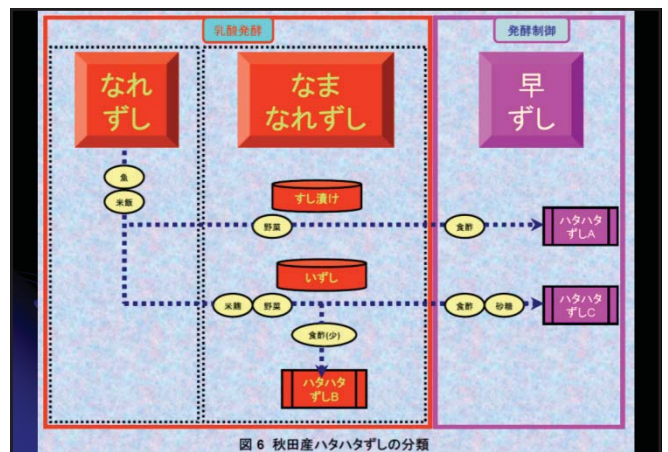 乳酸発酵
発酵制御
なれ
ずし
なま
なれずし
早
ずし
魚
米飯
すし漬け
野菜
食酢
ハタハタ
ずしA
いずし
米麹
野菜
食酢
砂糖
ハタハタ
ずしC
食酢(少)
ハタハタ
ずしB
図 6 秋田産ハタハタずしの分類